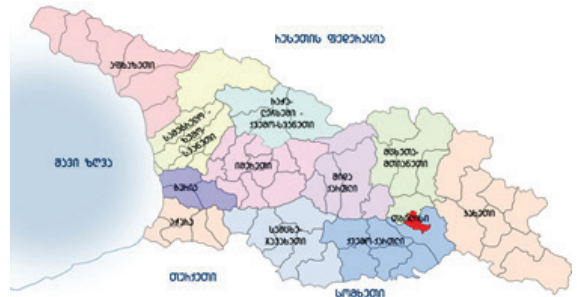 რუსეთის ფედერაცია
აფხაზეთი
რაჭა-
ლეჩხუმი -
ქვემო-სვანეთი
სამეგრელო -
ზემო-
სვანეთი
მცხეთა-
მთიანეთი
შავი ზღვა
იმერეთი
შიდა
ქართლი
გურია
თბილისი
კახეთი
აჭარა
სამცხე-
ჯავახეთი
ქვემო-ქართლი
თურქეთი
სომხეთი